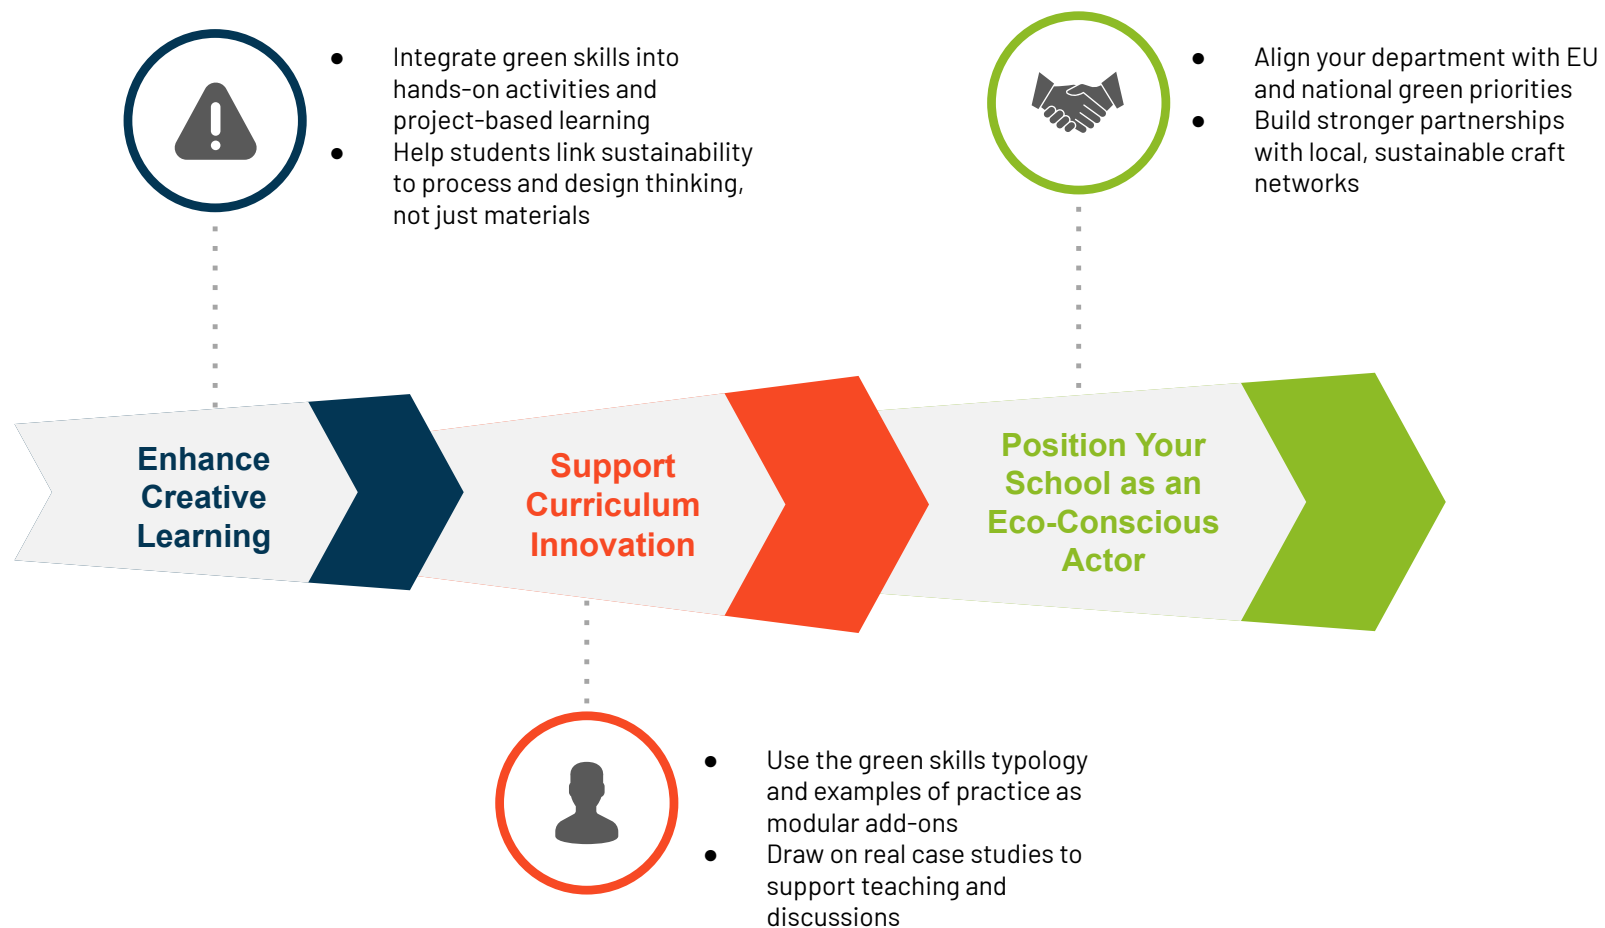 ● Integrate green skills into
hands-on activities and
project-based learning
● Help students link sustainability
to process and design thinking,
not just materials
● Align your department with EU
and national green priorities
● Build stronger partnerships
with local, sustainable craft
networks
Enhance
Creative
Learning
Support
Curriculum
Innovation
Position Your
School as an
Eco-Conscious
Actor
● Use the green skills typology
and examples of practice as
modular add-ons
● Draw on real case studies to
support teaching and
discussions